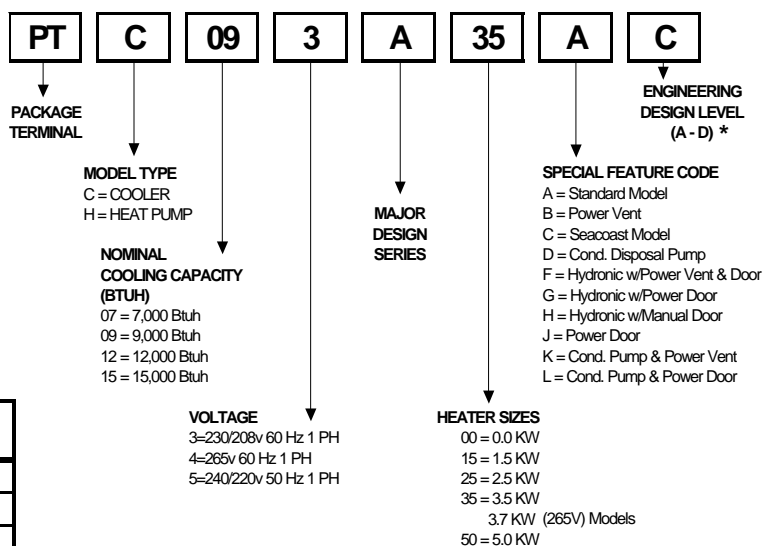 PT C 09 3 A 35 A C
PACKAGE
TERMINAL
MODEL TYPE
C = COOLER
H = HEAT PUMP
NOMINAL
COOLING CAPACITY
(BTUH)
07 = 7,000 Btuh
09 = 9,000 Btuh
12 = 12,000 Btuh
15 = 15,000 Btuh
VOLTAGE
3=230/208v 60 Hz 1 PH
4=265v 60 Hz 1 PH
5=240/220v 50 Hz 1 PH
MAJOR
DESIGN
SERIES
HEATER SIZES
00 = 0.0 KW
15 = 1.5 KW
25 = 2.5 KW
35 = 3.5 KW
3.7 KW (265V) Models
50 = 5.0 KW
SPECIAL FEATURE CODE
A = Standard Model
B = Power Vent
C = Seacoast Model
D = Cond. Disposal Pump
F = Hydronic w/Power Vent & Door
G = Hydronic w/Power Door
H = Hydronic w/Manual Door
J = Power Door
K = Cond. Pump & Power Vent
L = Cond. Pump & Power Door
ENGINEERING
DESIGN LEVEL
(A - D) *